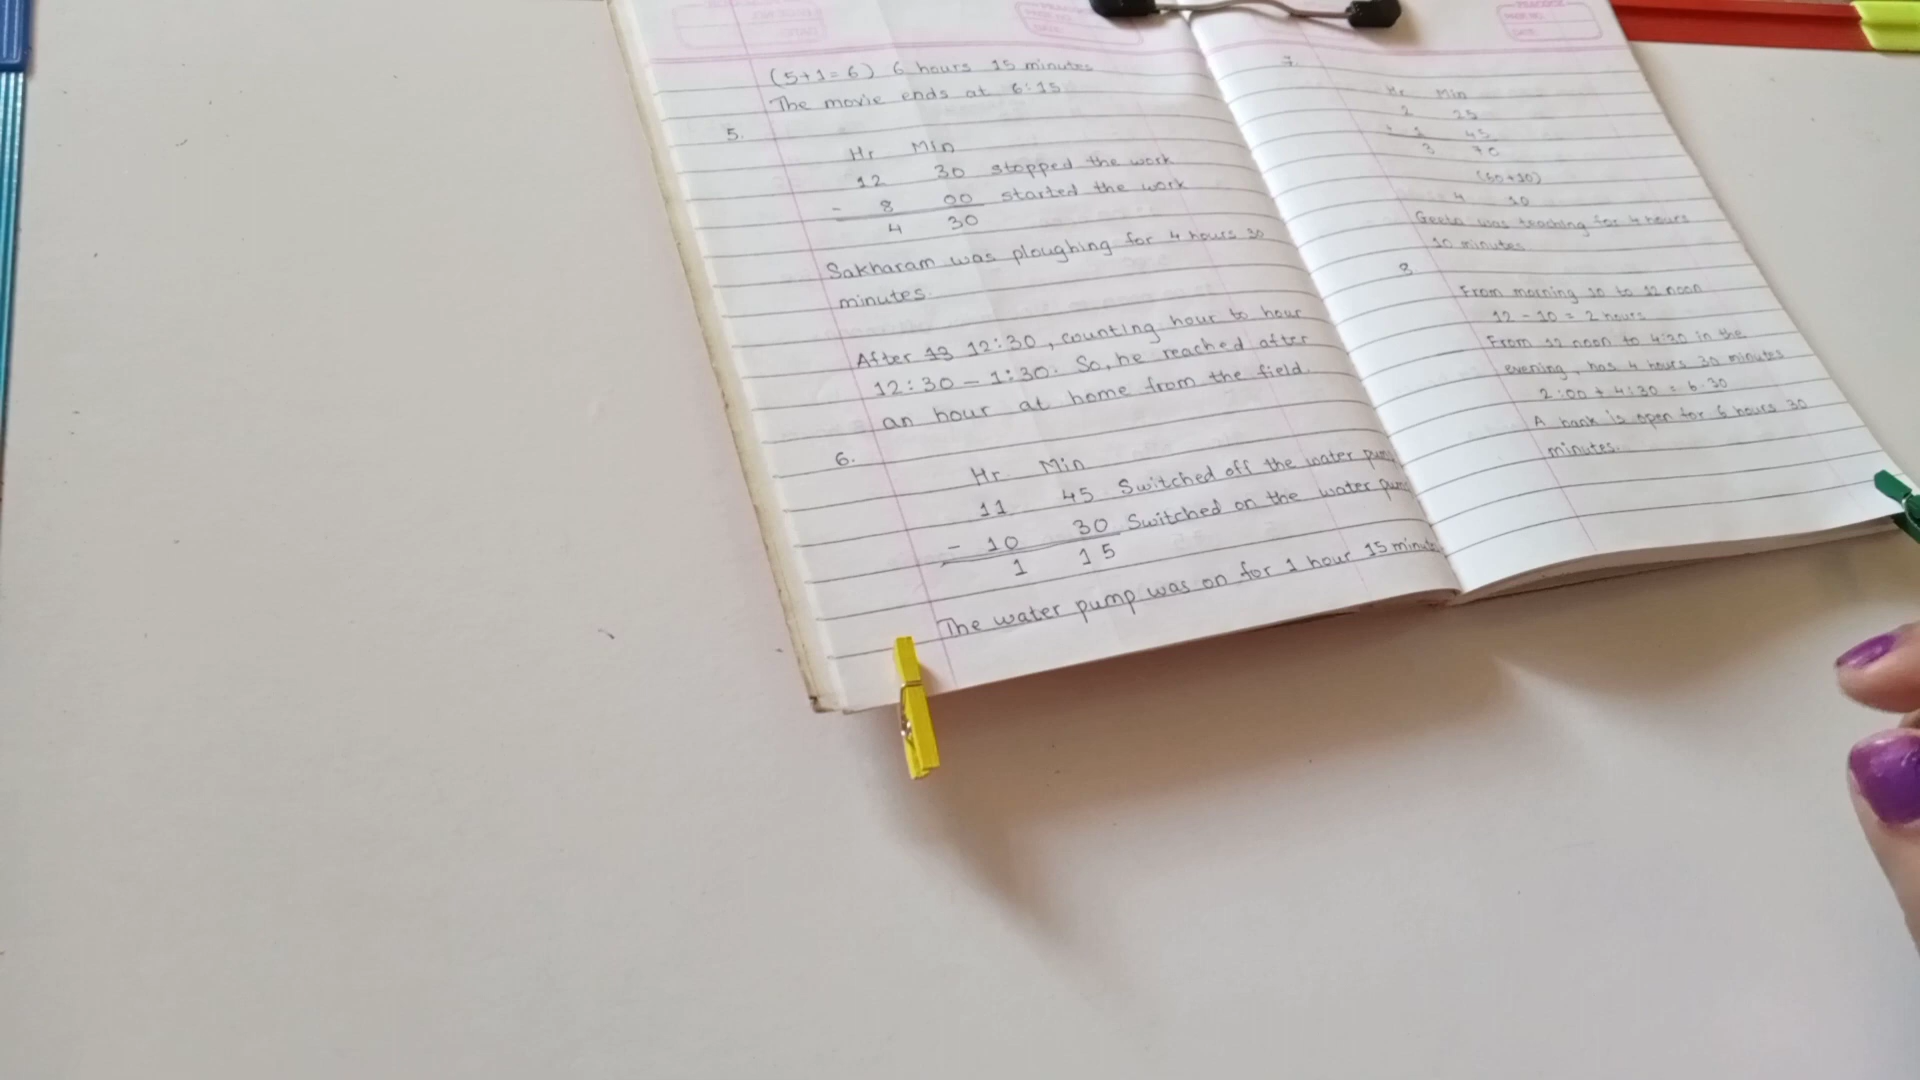 (5+1=6) 6 hours 15 minutes
The movie ends at 6:15
5.
Hr Min
12 30 stopped the work
- 8 00 started the work
4 30
Sakharam was ploughing for 4 hours 30
minutes.
After 13 12:30, counting hour to hour
12:30 – 1:30. So, he reached after
an hour at home from the field.
6.
Hr Min
11 45 Switched off the water
- 10 30 Switched on the water
1 15
The water pump was on for 1 hour 15
7.
Hr Min
2 25
+ 1 45
3 70
(60+10)
4 10
Geeta was teaching for 4 hours
10 minutes.
8
From morning 10 to 12 noon
12 - 10 = 2 hours
From 12 noon to 4:30 in the
evening, has 4 hours 30 minutes
2:00 + 4:30 = 6:30
A bank is open for 6 hours 30
minutes.